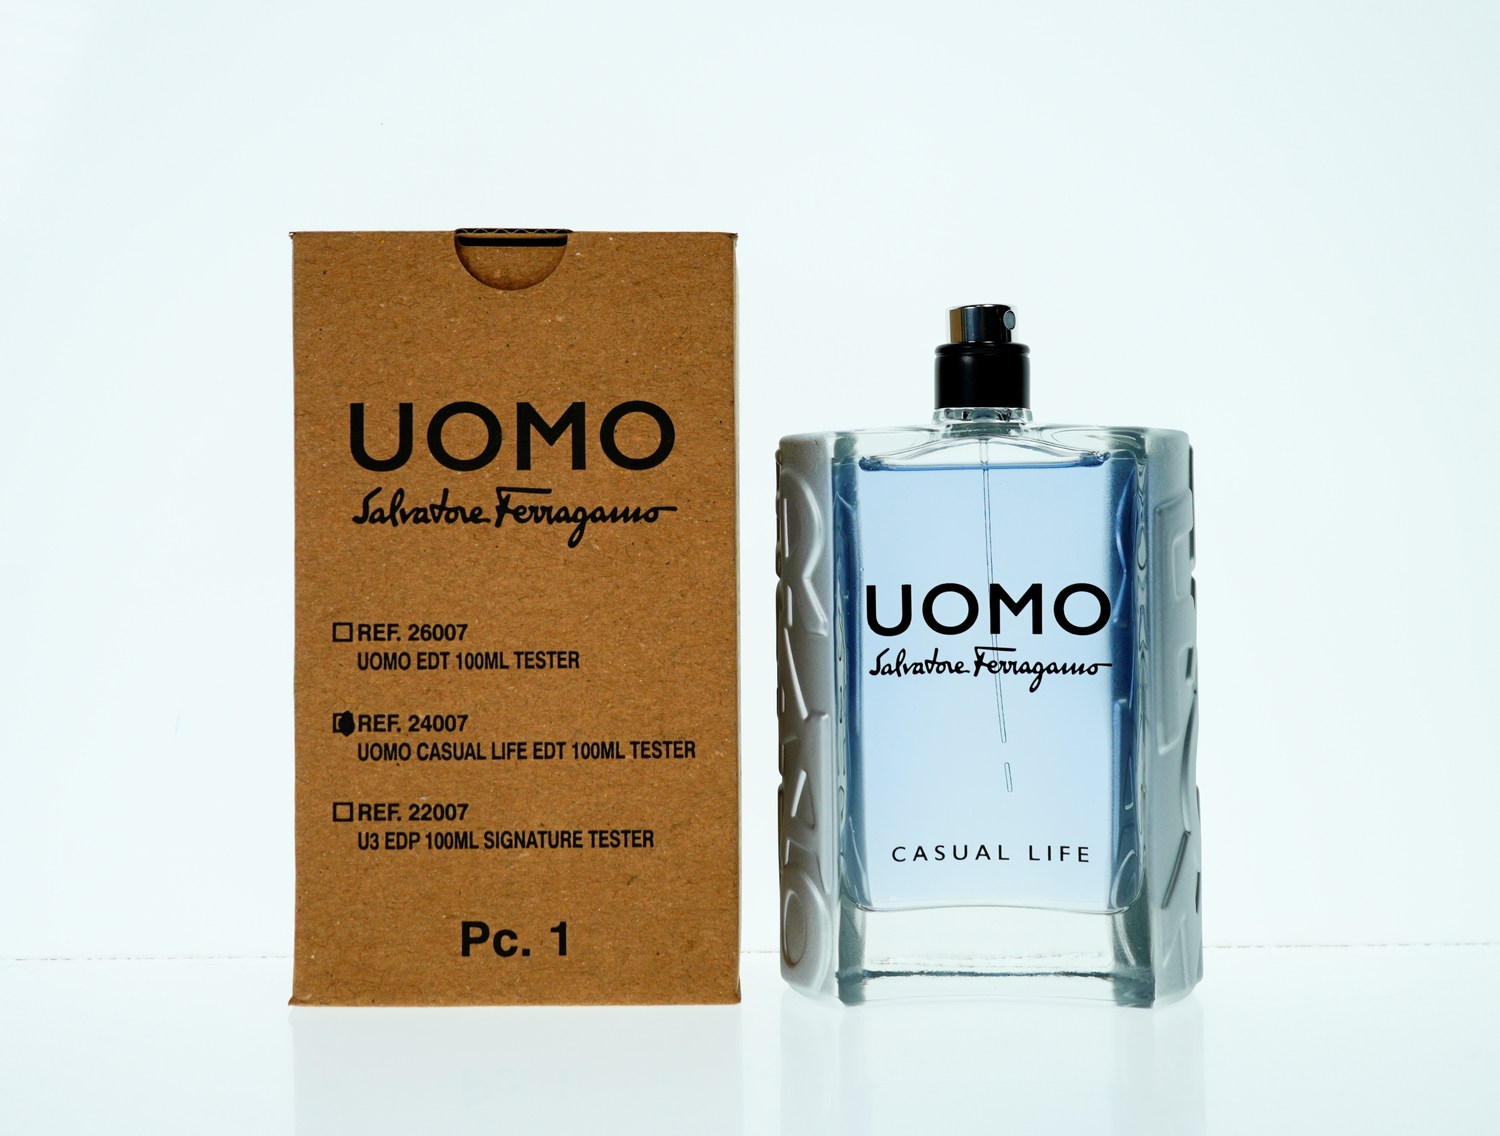 UOMO
Salvatore Ferragamo
REF. 26007
UOMO EDT 100ML TESTER
REF. 24007
UOMO CASUAL LIFE EDT 100ML TESTER
REF. 22007
U3 EDP 100ML SIGNATURE TESTER
Pc. 1
UOMO
Salvatore Ferragamo
CASUAL LIFE